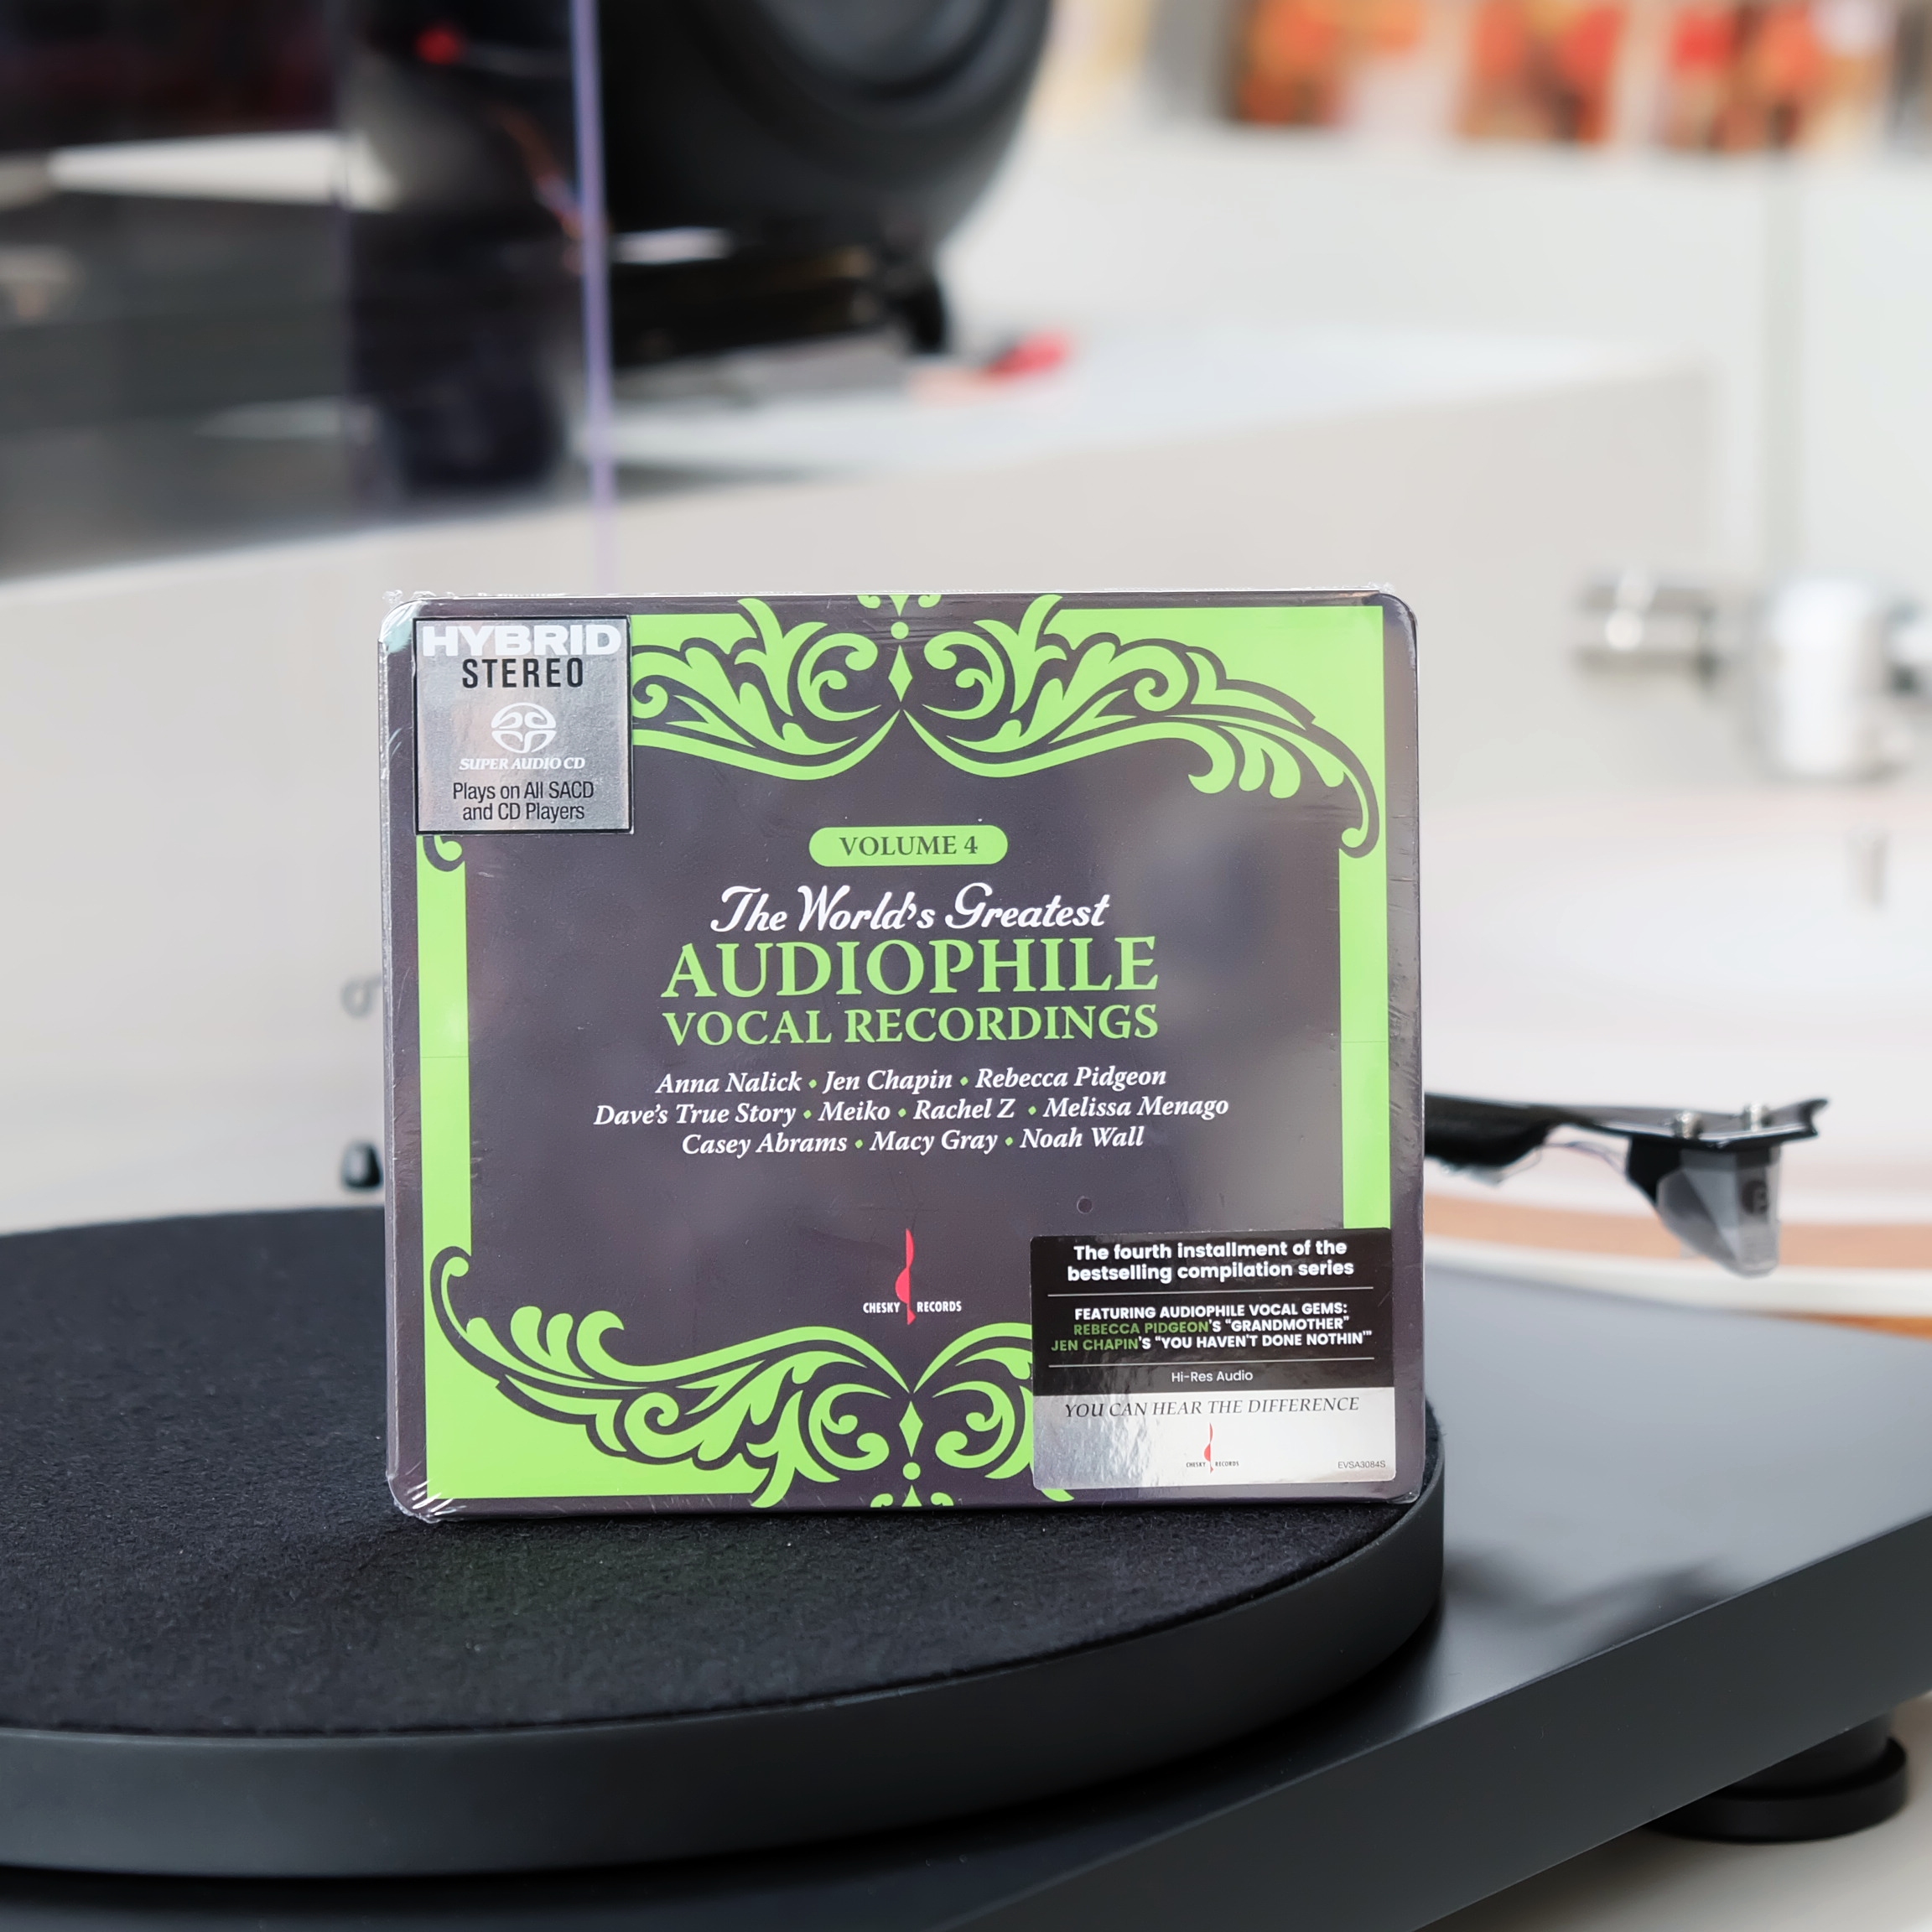 HYBRID
STEREO
SUPER AUDIO CD
Plays on All SACD
and CD Players
VOLUME 4
The World's Greatest
AUDIOPHILE
VOCAL RECORDINGS
Anna Nalick • Jen Chapin • Rebecca Pidgeon
Dave's True Story • Meiko • Rachel Z • Melissa Menago
Casey Abrams • Macy Gray • Noah Wall
CHESKY RECORDS
The fourth installment of the
bestselling compilation series
FEATURING AUDIOPHILE VOCAL GEMS:
REBECCA PIDGEON'S "GRANDMOTHER"
JEN CHAPIN'S "YOU HAVEN'T DONE NOTHIN'"
Hi-Res Audio
YOU CAN HEAR THE DIFFERENCE
CHESKY RECORDS
EVSA3084S